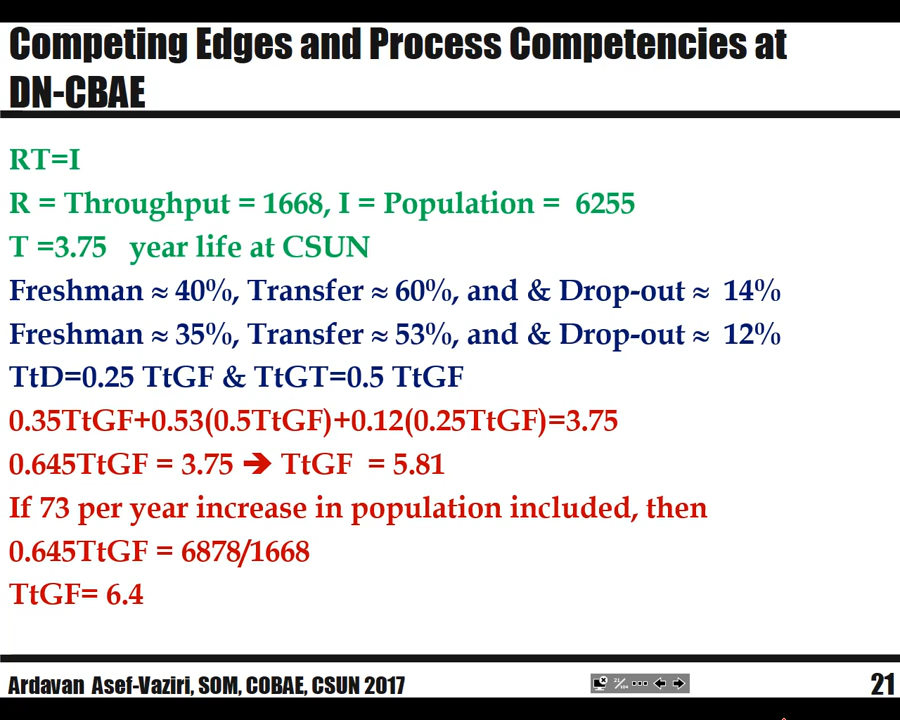 Competing Edges and Process Competencies at
DN-CBAE
RT=I
R = Throughput = 1668, I = Population = 6255
T =3.75 year life at CSUN
Freshman ≈ 40%, Transfer ≈ 60%, and & Drop-out ≈ 14%
Freshman ≈ 35%, Transfer ≈ 53%, and & Drop-out ≈ 12%
TtD=0.25 TtGF & TtGT=0.5 TtGF
0.35TtGF+0.53(0.5TtGF)+0.12(0.25TtGF)=3.75
0.645TtGF = 3.75 ➔ TtGF = 5.81
If 73 per year increase in population included, then
0.645TtGF = 6878/1668
TtGF= 6.4
Ardavan Asef-Vaziri, SOM, COBAE, CSUN 2017
21